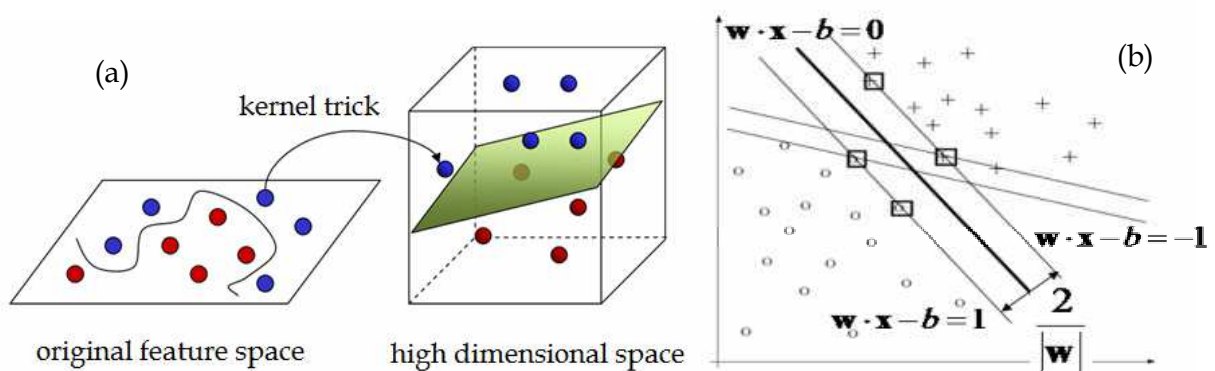 (a)
kernel trick
original feature space
high dimensional space
w · x – b = 0
(b)
w · x – b = –1
w · x – b = 1
2
|w|